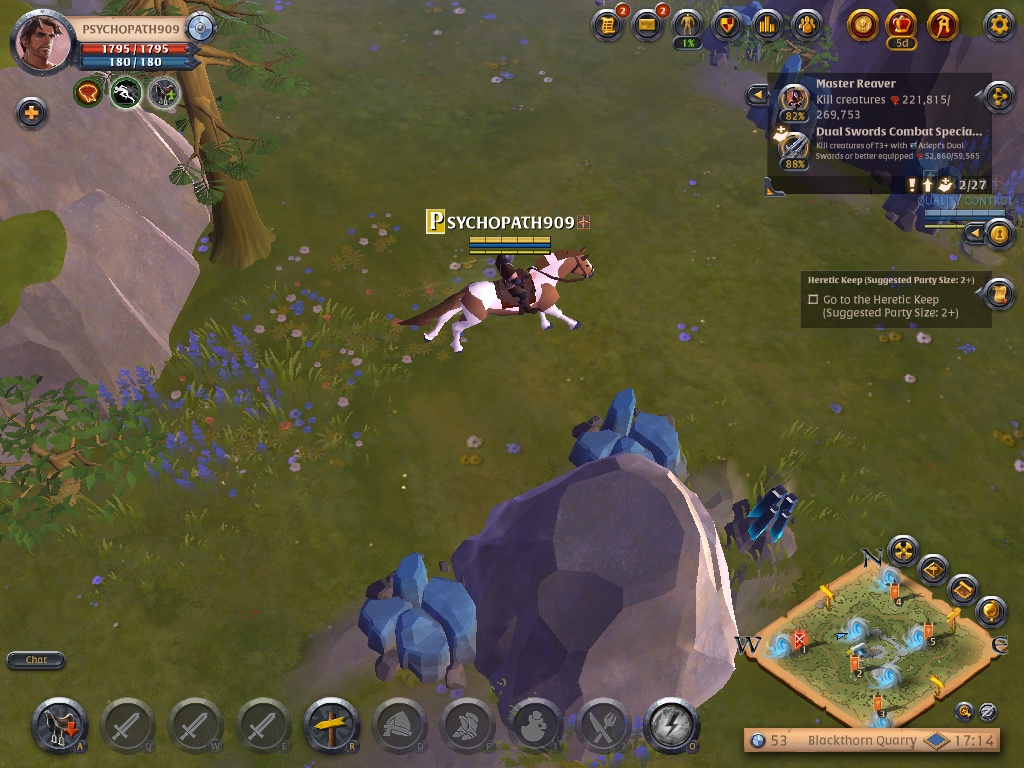 PSYCHOPATH909
1795 / 1795
180 / 180
2
2
1%
5d
Master Reaver
Kill creatures 221,815/
269,753
82%
Dual Swords Combat Specia...
Kill creatures of T3+ with Adept's Dual
Swords or better equipped 52,860/59,565
88%
2/27
QUALITY CONTROL
PSYCHOPATH909
Heretic Keep (Suggested Party Size: 2+)
Go to the Heretic Keep
(Suggested Party Size: 2+)
N
W
E
4
1
5
2
3
Chat
A
Q
W
E
R
D
F
1
2
O
53 Blackthorn Quarry 17:14